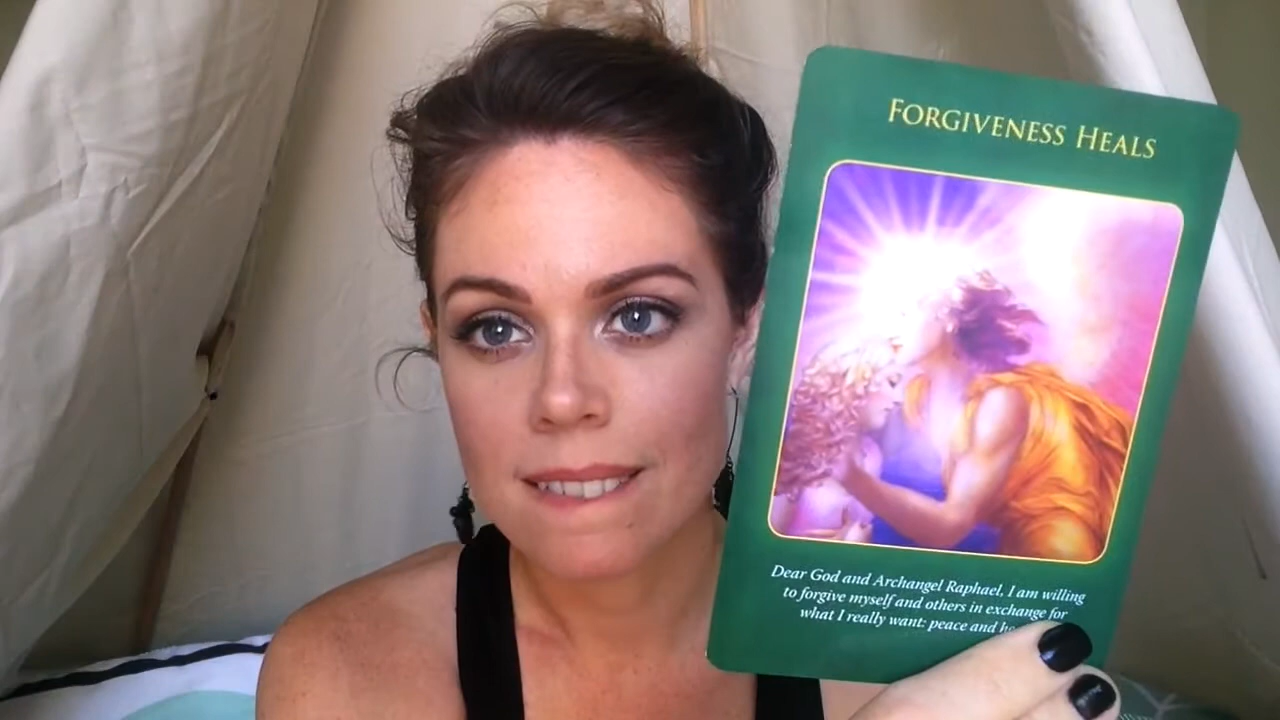 FORGIVENESS HEALS
Dear God and Archangel Raphael, I am willing
to forgive myself and others in exchange for
what I really want: peace and